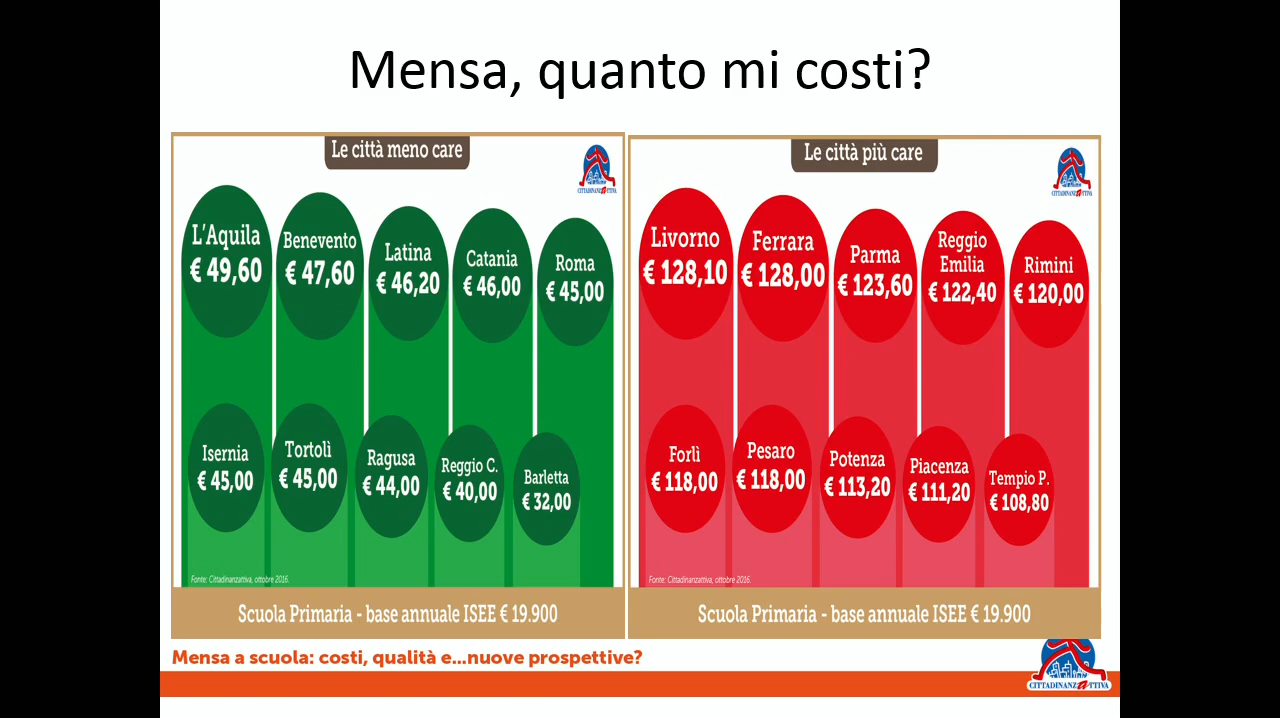 Mensa, quanto mi costi?
Le città meno care
CITTADINANZATTIVA
L'Aquila
€ 49,60
Benevento
€ 47,60
Latina
€ 46,20
Catania
€ 46,00
Roma
€ 45,00
Isernia
€ 45,00
Tortolì
€ 45,00
Ragusa
€ 44,00
Reggio C.
€ 40,00
Barletta
€ 32,00
Fonte: Cittadinanzattiva, ottobre 2016.
Scuola Primaria - base annuale ISEE € 19.900
Le città più care
CITTADINANZATTIVA
Livorno
€ 128,10
Ferrara
€ 128,00
Parma
€ 123,60
Reggio
Emilia
€ 122,40
Rimini
€ 120,00
Forlì
€ 118,00
Pesaro
€ 118,00
Potenza
€ 113,20
Piacenza
€ 111,20
Tempio P.
€ 108,80
Fonte: Cittadinanzattiva, ottobre 2016.
Scuola Primaria - base annuale ISEE € 19.900
Mensa a scuola: costi, qualità e...nuove prospettive?
CITTADINANZATTIVA